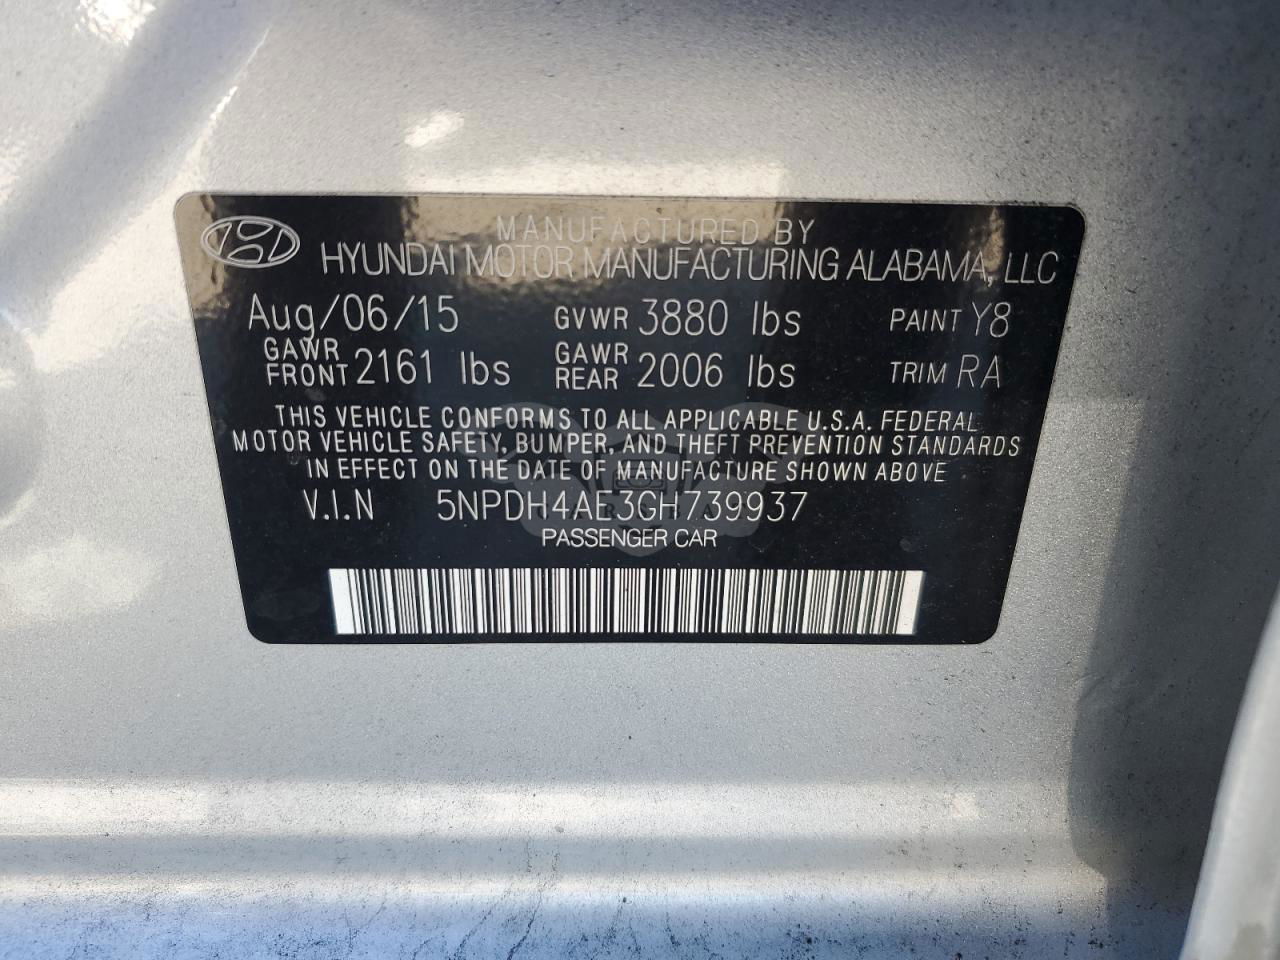 MANUFACTURED BY
HYUNDAI MOTOR MANUFACTURING ALABAMA, LLC
Aug/06/15 GVWR 3880 lbs PAINT Y8
GAWR FRONT 2161 lbs GAWR REAR 2006 lbs TRIM RA
THIS VEHICLE CONFORMS TO ALL APPLICABLE U.S.A. FEDERAL
MOTOR VEHICLE SAFETY, BUMPER, AND THEFT PREVENTION STANDARDS
IN EFFECT ON THE DATE OF MANUFACTURE SHOWN ABOVE
V.I.N 5NPDH4AE3GH739937
PASSENGER CAR